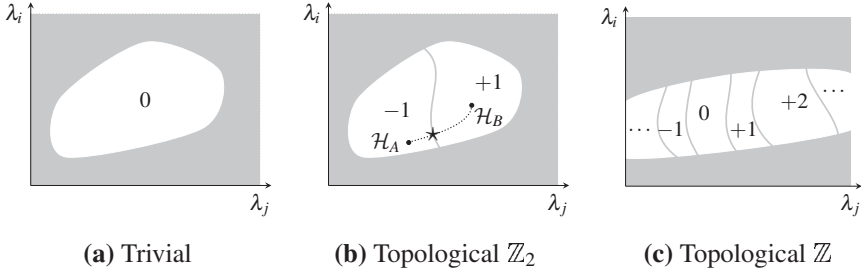 λi
0
λj
(a) Trivial
λi
+1
−1
ℋA
ℋB
λj
(b) Topological ℤ2
λi
⋯ −1
0
+1
+2
⋯
λj
(c) Topological ℤ